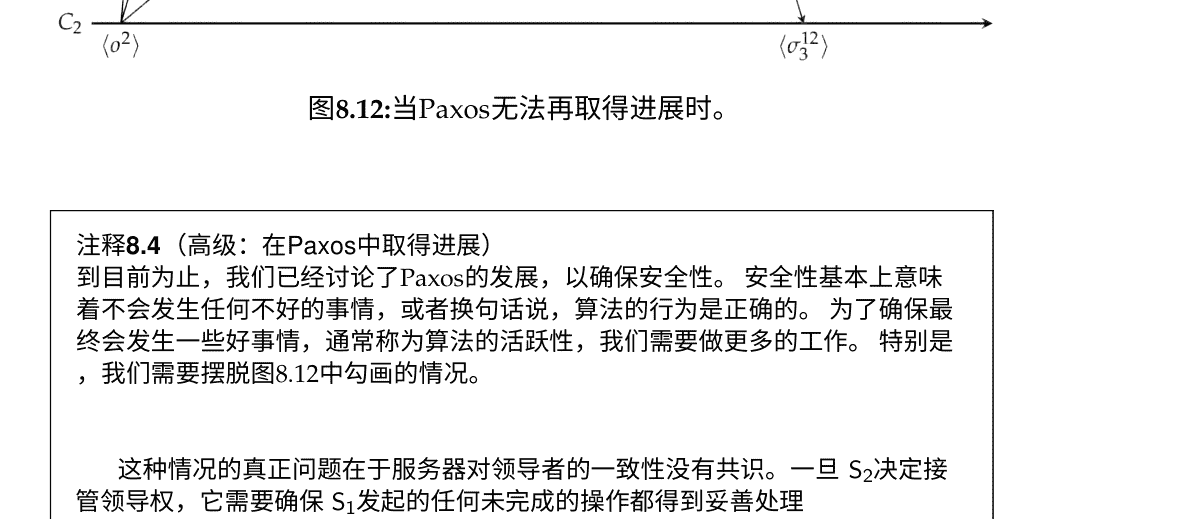 C₂
⟨o²⟩
⟨σ₃¹²⟩
图8.12:当Paxos无法再取得进展时。
注释8.4（高级：在Paxos中取得进展）
到目前为止，我们已经讨论了Paxos的发展，以确保安全性。 安全性基本上意味
着不会发生任何不好的事情，或者换句话说，算法的行为是正确的。 为了确保最
终会发生一些好事情，通常称为算法的活跃性，我们需要做更多的工作。 特别是
，我们需要摆脱图8.12中勾画的情况。
这种情况的真正问题在于服务器对领导者的一致性没有共识。一旦 S₂决定接
管领导权，它需要确保 S₁发起的任何未完成的操作都得到妥善处理